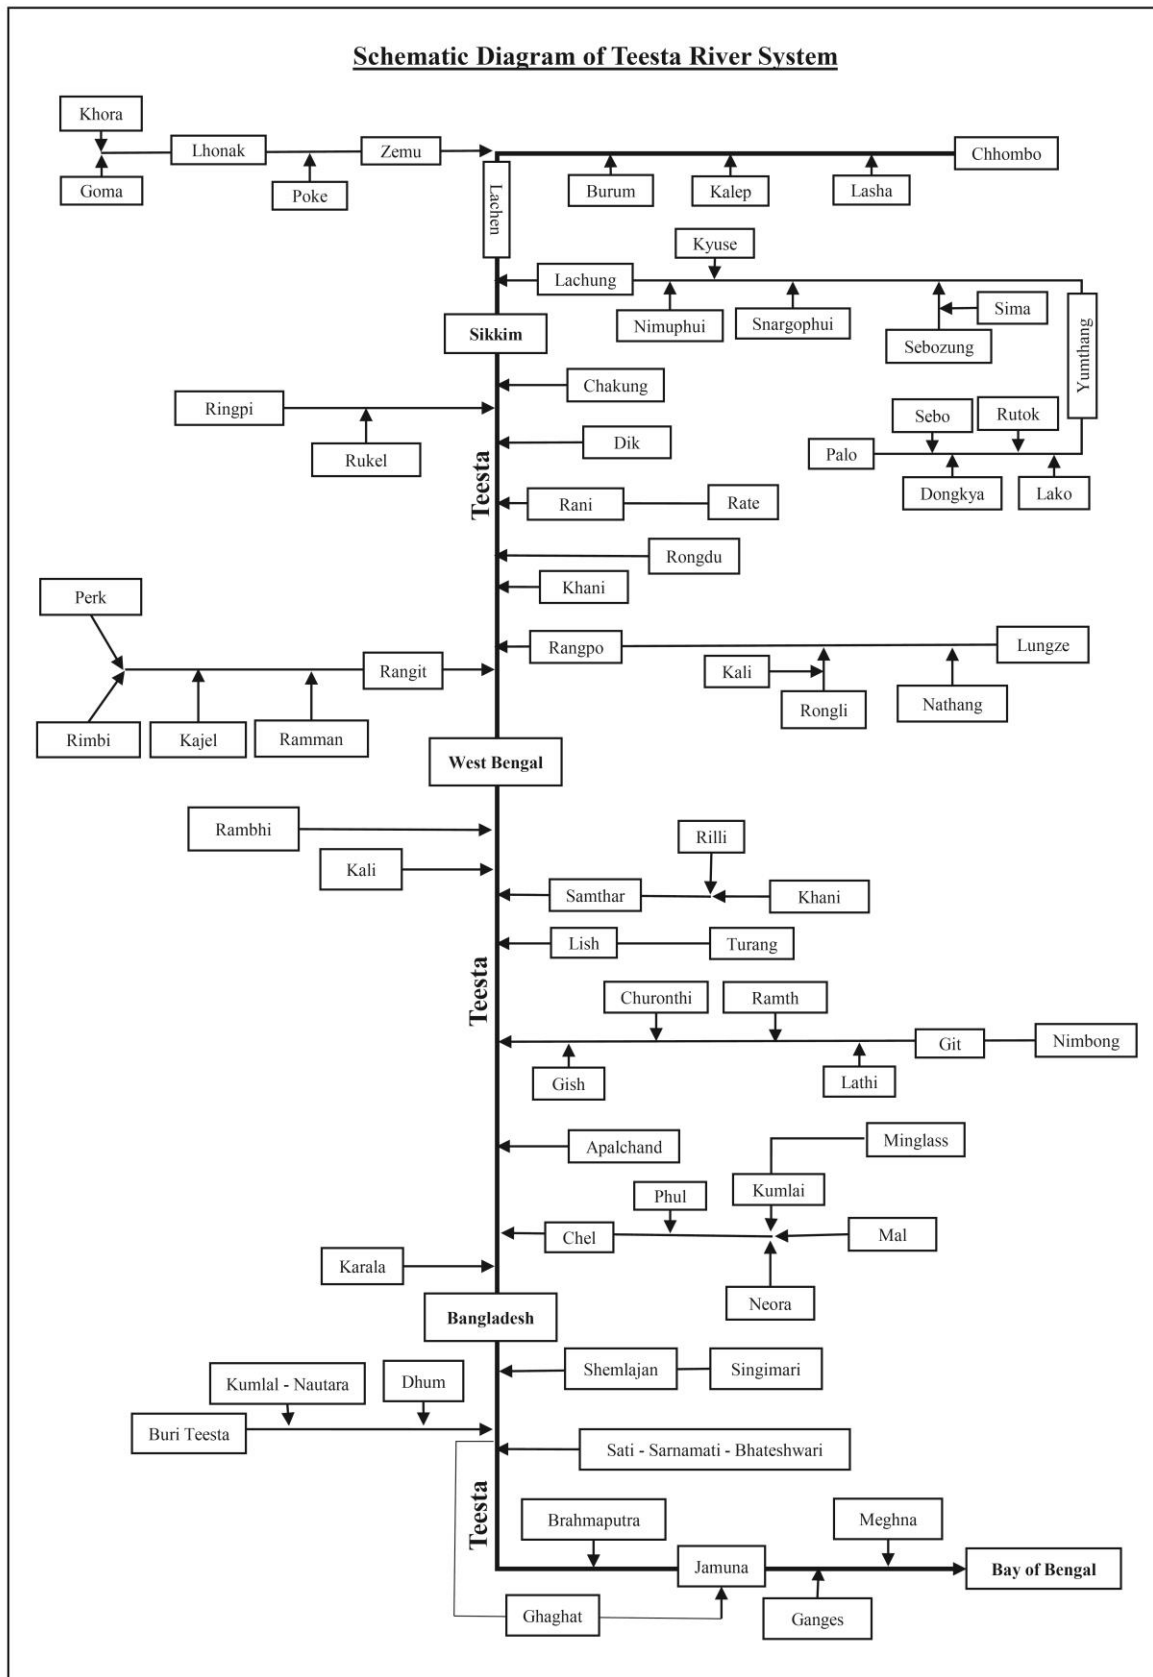 Schematic Diagram of Teesta River System
Khora
Lhonak
Zemu
Chhombo
Goma
Poke
Lachen
Burum
Kalep
Lasha
Kyuse
Lachung
Nimuphui
Snargophui
Sima
Sebozung
Yumthang
Sikkim
Chakung
Ringpi
Rukel
Dik
Sebo
Rutok
Palo
Dongkya
Lako
Teesta
Rani
Rate
Rongdu
Khani
Perk
Rangpo
Lungze
Rangit
Kali
Rongli
Nathang
Rimbi
Kajel
Ramman
West Bengal
Rambhi
Rilli
Kali
Samthar
Khani
Lish
Turang
Teesta
Churonthi
Ramth
Git
Nimbong
Gish
Lathi
Apalchand
Minglass
Phul
Kumlai
Chel
Mal
Karala
Neora
Bangladesh
Shemlajan
Singimari
Kumlal - Nautara
Dhum
Buri Teesta
Sati - Sarnamati - Bhateshwari
Teesta
Brahmaputra
Meghna
Jamuna
Bay of Bengal
Ghaghat
Ganges